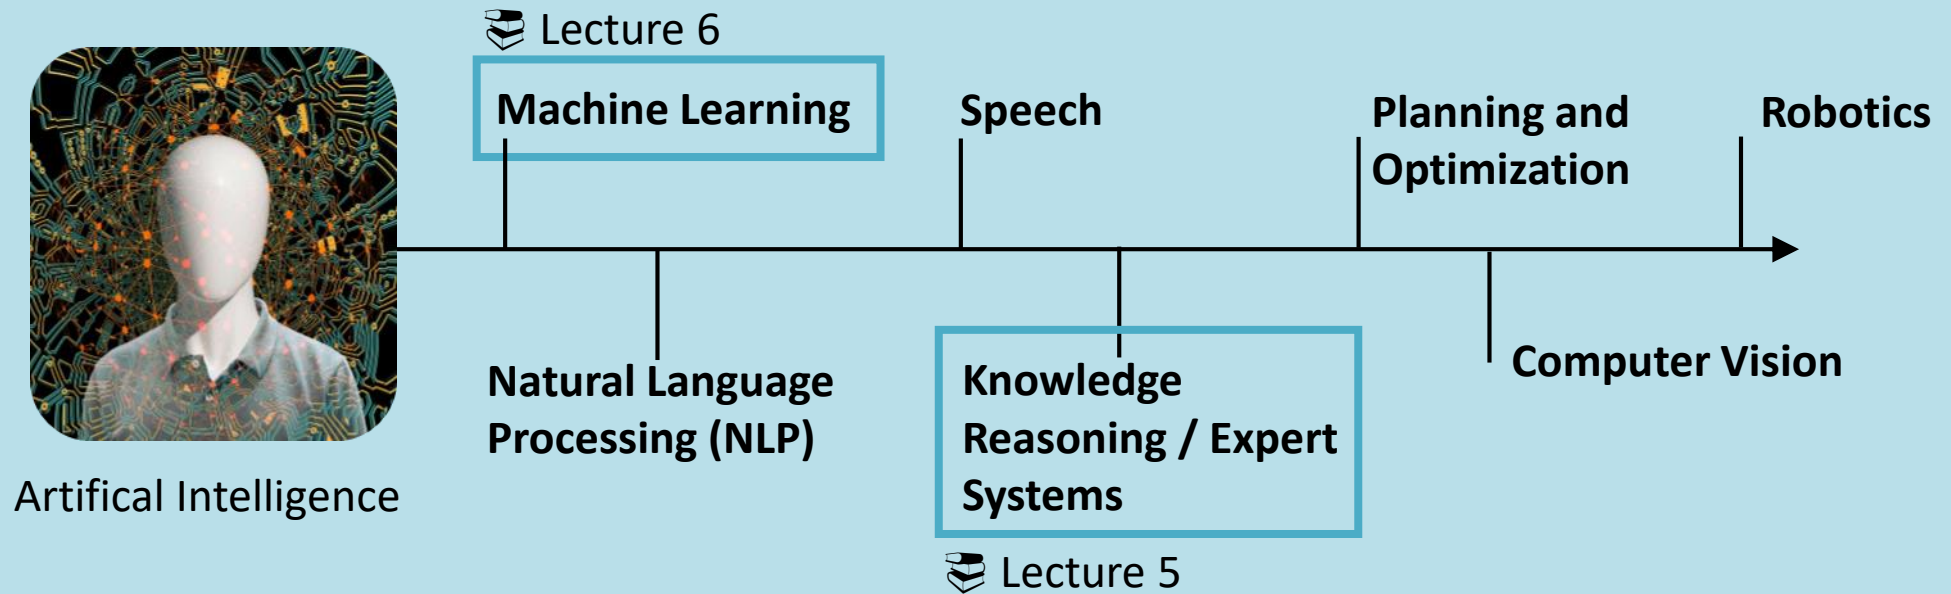 📚 Lecture 6
Machine Learning
Speech
Planning and
Optimization
Robotics
Natural Language
Processing (NLP)
Knowledge
Reasoning / Expert
Systems
Computer Vision
Artifical Intelligence
📚 Lecture 5